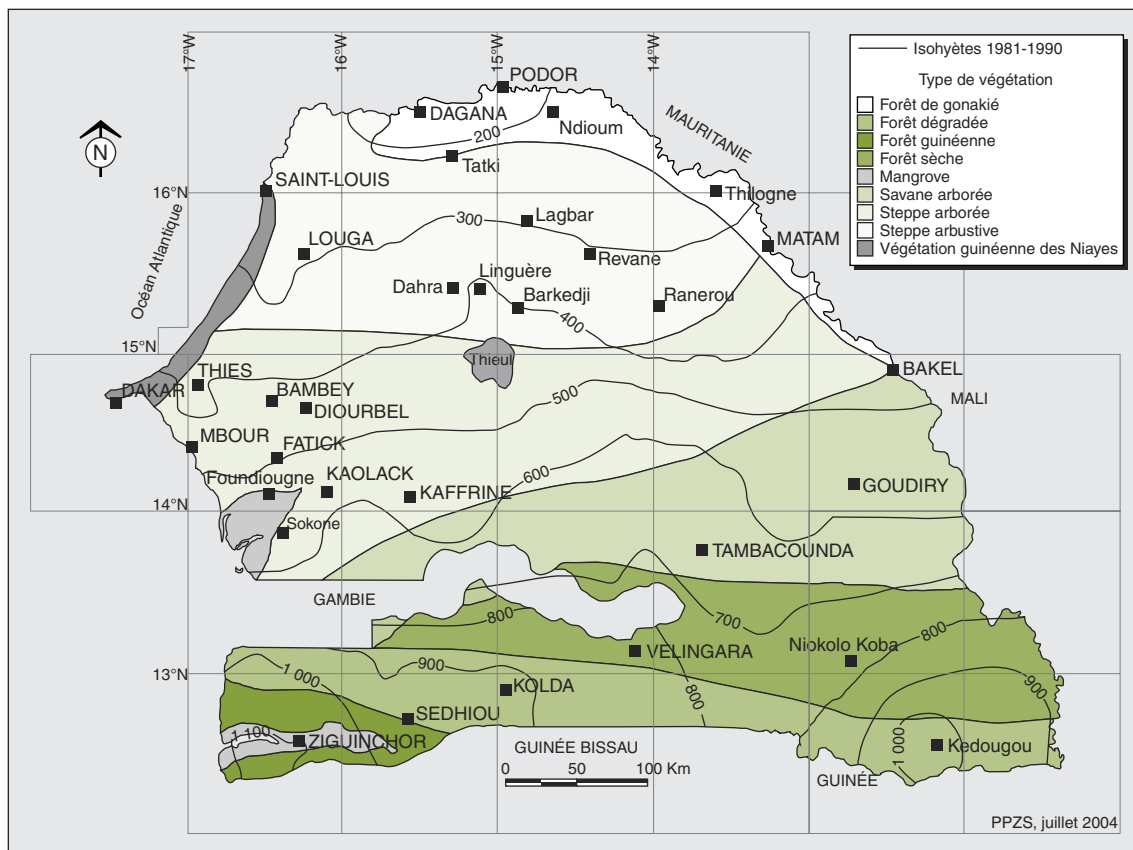 17°W
16°W
15°W
14°W
Isohyètes 1981-1990
Type de végétation
Forêt de gonakié
Forêt dégradée
Forêt guinéenne
Forêt sèche
Mangrove
Savane arborée
Steppe arborée
Steppe arbustive
Végétation guinéenne des Niayes
N
PODOR
DAGANA
Ndioum
200
MAURITANIE
Tatki
16°N
SAINT-LOUIS
Thilogne
Océan Atlantique
300
Lagbar
LOUGA
MATAM
Revane
Dahra
Linguère
Barkedji
Ranerou
400
15°N
Thieul
THIES
BAKEL
DAKAR
BAMBEY
DIOURBEL
500
MALI
MBOUR
FATICK
Foundiougne
KAOLACK
600
KAFFRINE
GOUDIRY
14°N
Sokone
TAMBACOUNDA
GAMBIE
800
700
800
VELINGARA
Niokolo Koba
13°N
1 000
900
KOLDA
800
900
SEDHIOU
1 100
ZIGUINCHOR
GUINÉE BISSAU
1 000
Kedougou
0 50 100 Km
GUINÉE
PPZS, juillet 2004